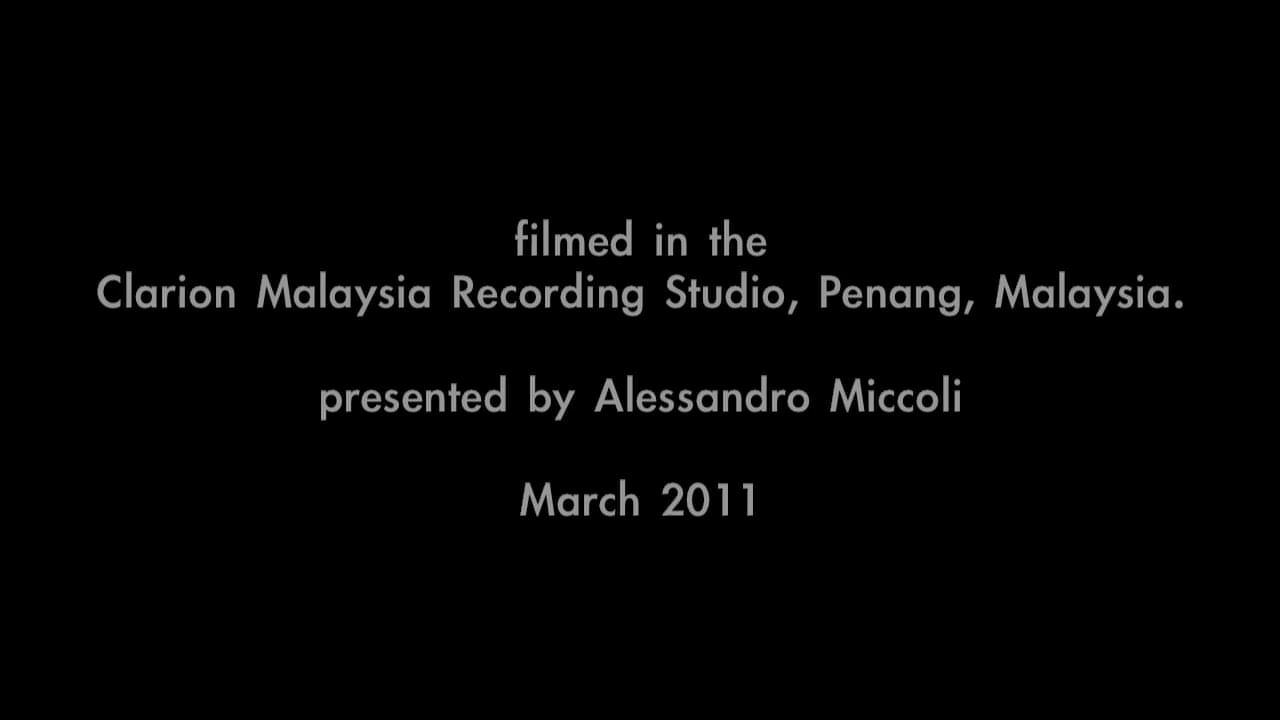 filmed in the
Clarion Malaysia Recording Studio, Penang, Malaysia.
presented by Alessandro Miccoli
March 2011